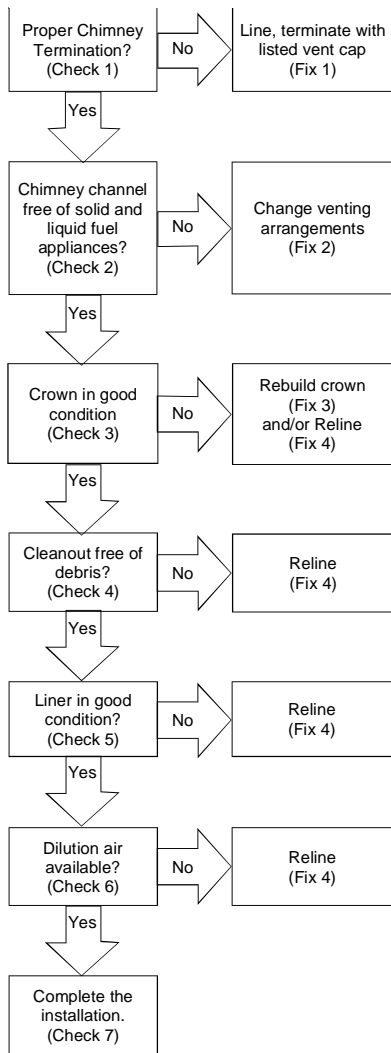 Proper Chimney
Termination?
(Check 1)
No
Line, terminate with
listed vent cap
(Fix 1)
Yes
Chimney channel
free of solid and
liquid fuel
appliances?
(Check 2)
No
Change venting
arrangements
(Fix 2)
Yes
Crown in good
condition
(Check 3)
No
Rebuild crown
(Fix 3)
and/or Reline
(Fix 4)
Yes
Cleanout free of
debris?
(Check 4)
No
Reline
(Fix 4)
Yes
Liner in good
condition?
(Check 5)
No
Reline
(Fix 4)
Yes
Dilution air
available?
(Check 6)
No
Reline
(Fix 4)
Yes
Complete the
installation.
(Check 7)